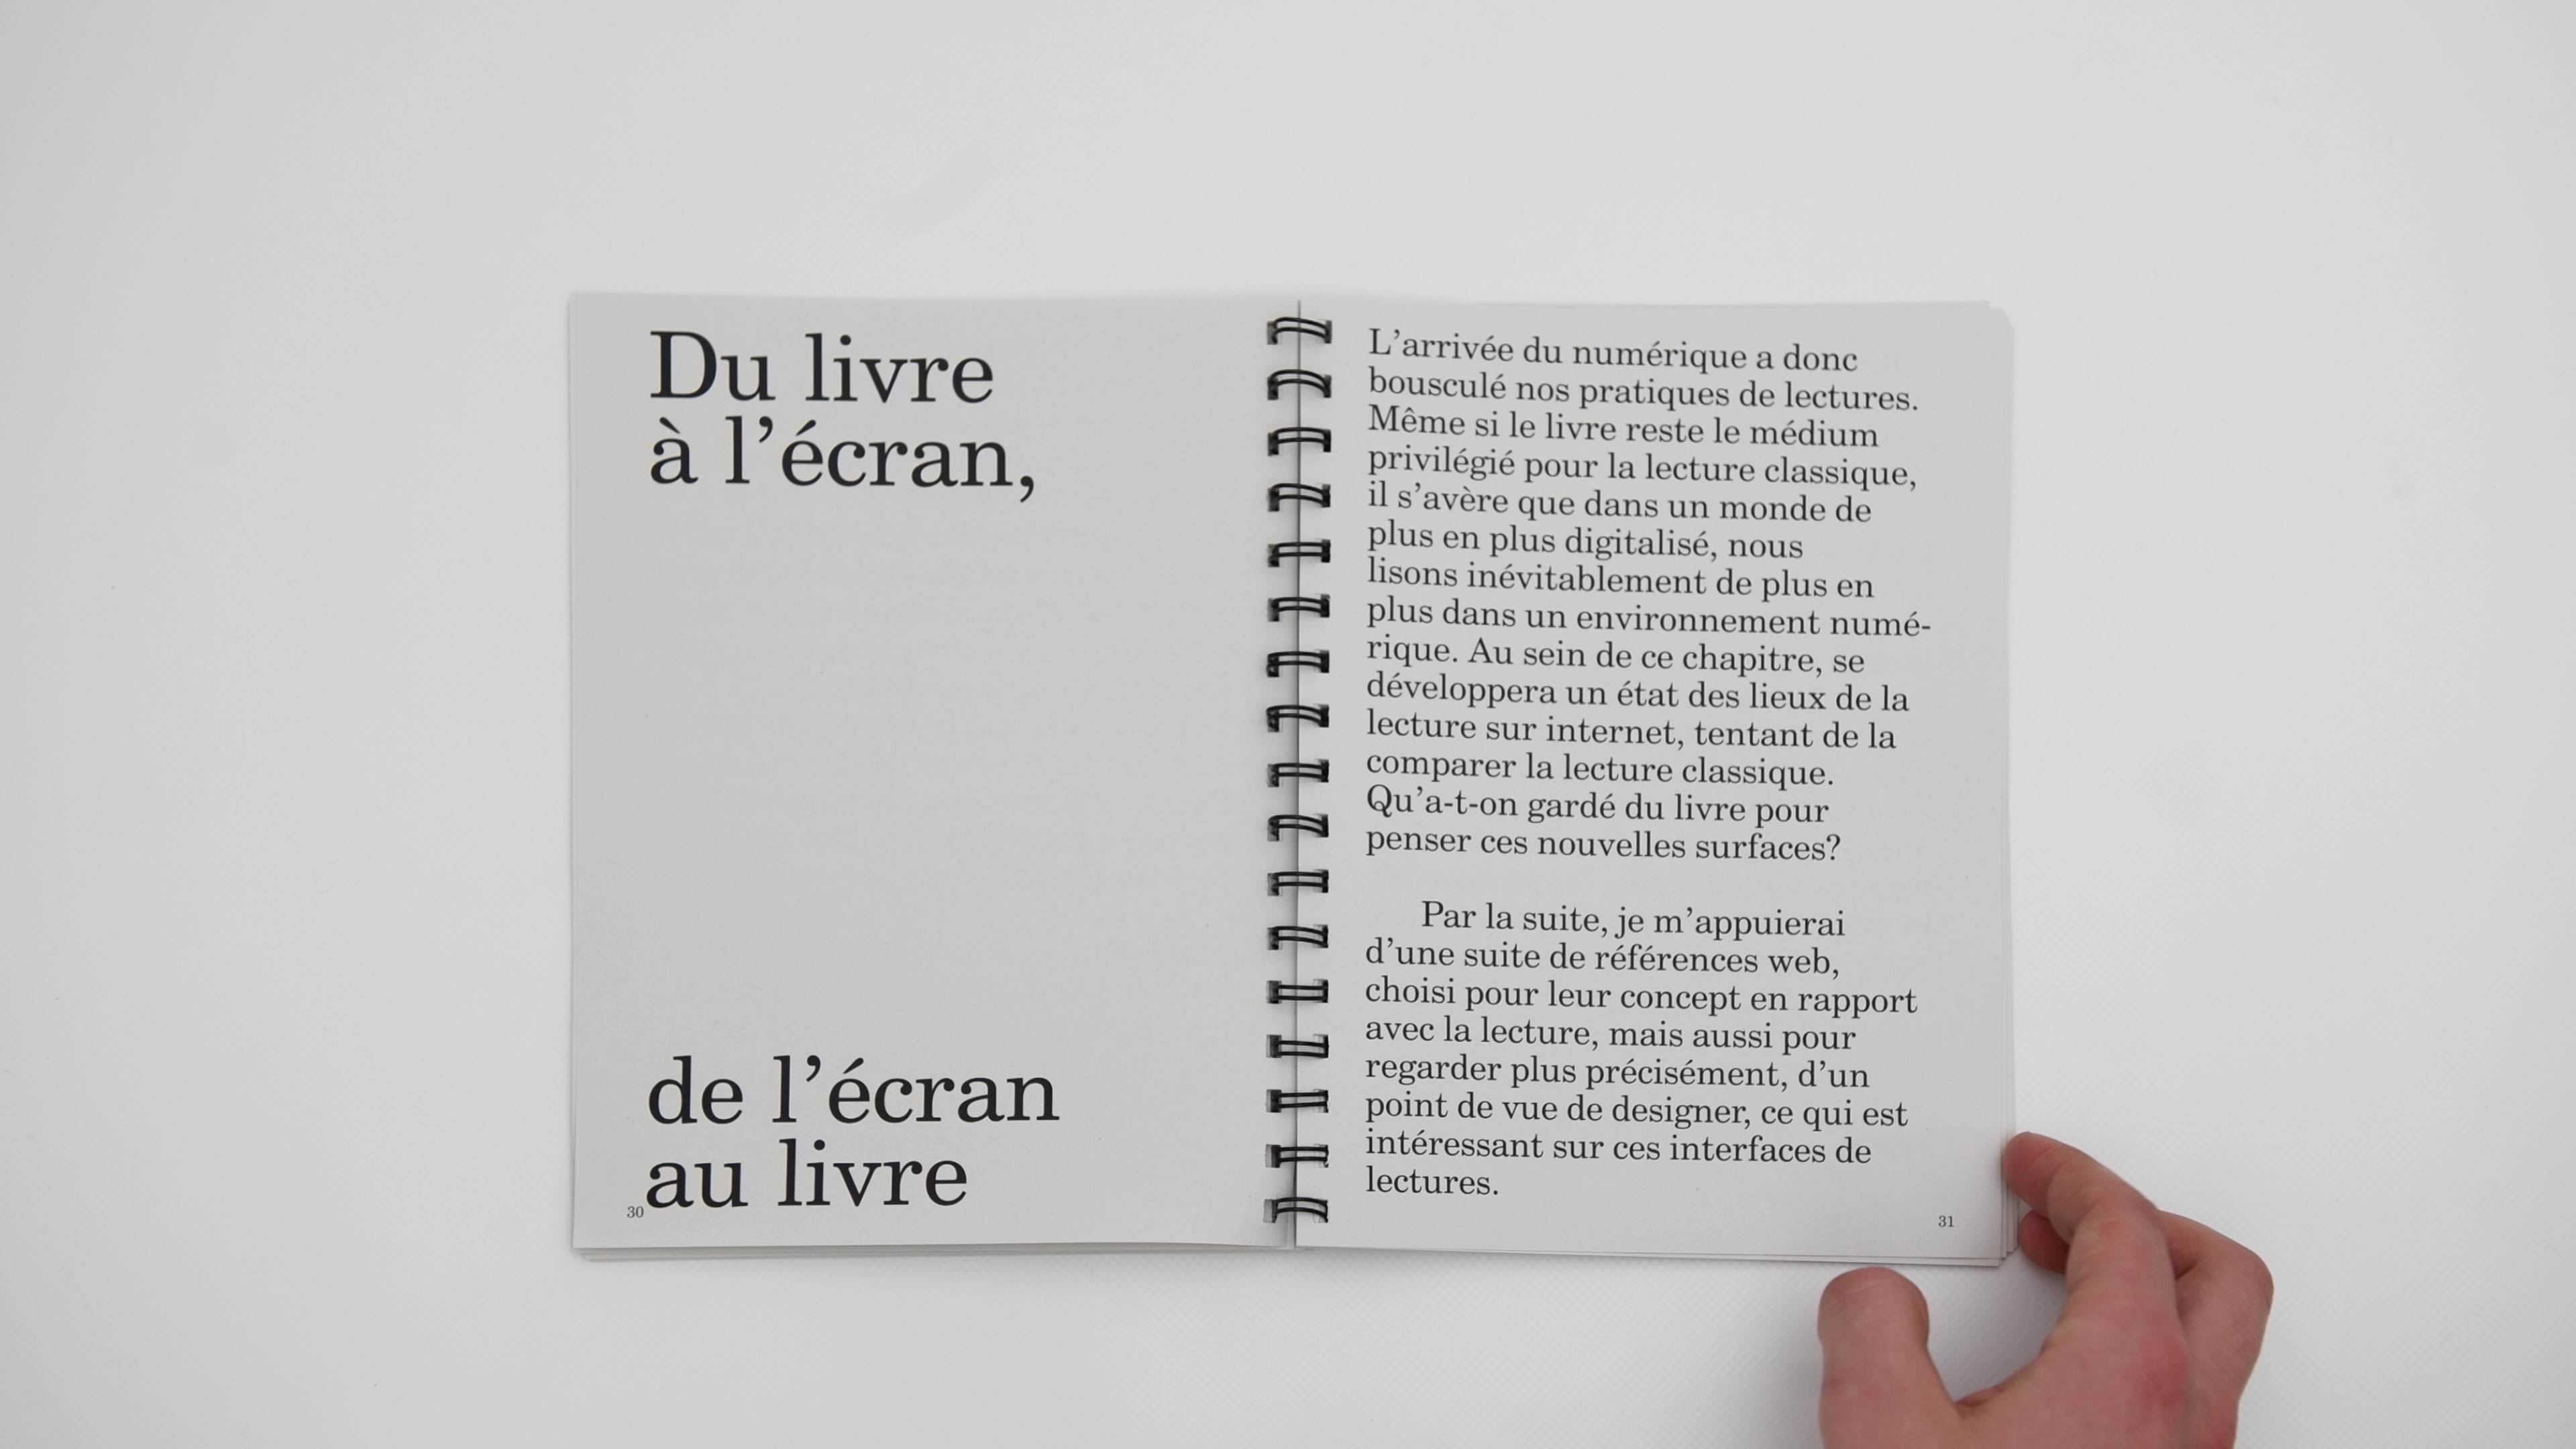 Du livre
à l’écran,
de l’écran
au livre
30
L’arrivée du numérique a donc
bousculé nos pratiques de lectures.
Même si le livre reste le médium
privilégié pour la lecture classique,
il s’avère que dans un monde de
plus en plus digitalisé, nous
lisons inévitablement de plus en
plus dans un environnement numé-
rique. Au sein de ce chapitre, se
développera un état des lieux de la
lecture sur internet, tentant de la
comparer la lecture classique.
Qu’a-t-on gardé du livre pour
penser ces nouvelles surfaces?
Par la suite, je m’appuierai
d’une suite de références web,
choisi pour leur concept en rapport
avec la lecture, mais aussi pour
regarder plus précisément, d’un
point de vue de designer, ce qui est
intéressant sur ces interfaces de
lectures.
31